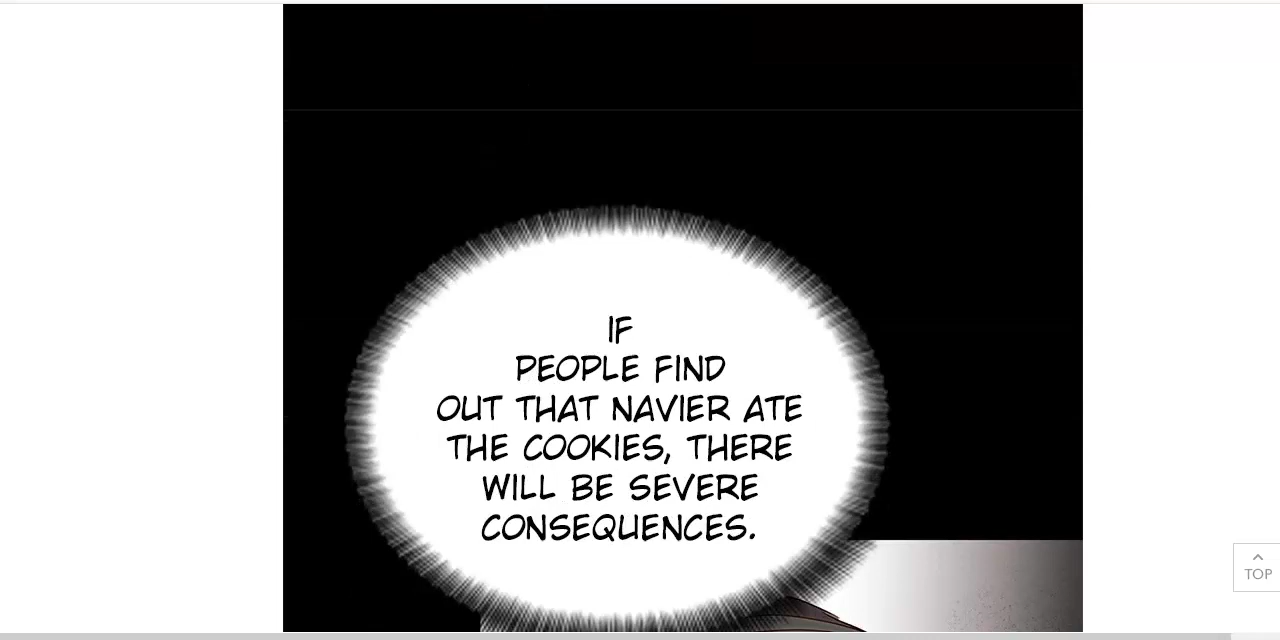 IF
PEOPLE FIND
OUT THAT NAVIER ATE
THE COOKIES, THERE
WILL BE SEVERE
CONSEQUENCES.
TOP